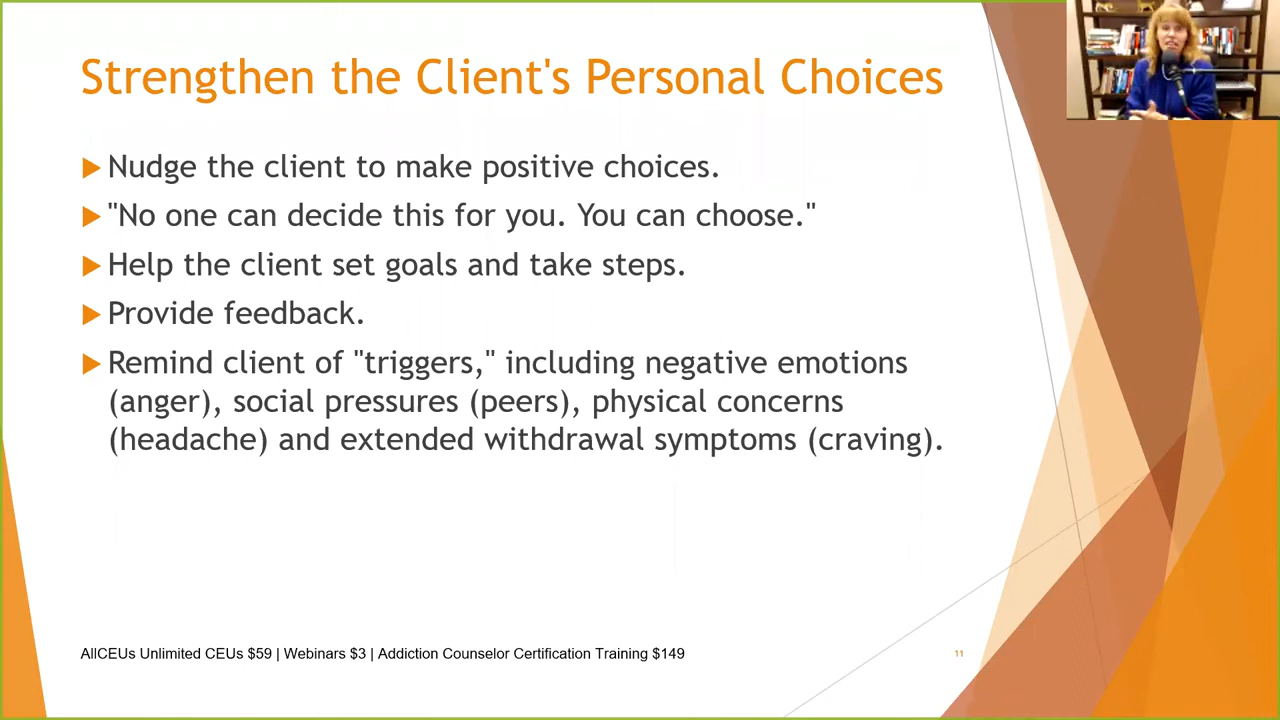 Strengthen the Client's Personal Choices
Nudge the client to make positive choices.
"No one can decide this for you. You can choose."
Help the client set goals and take steps.
Provide feedback.
Remind client of "triggers," including negative emotions
(anger), social pressures (peers), physical concerns
(headache) and extended withdrawal symptoms (craving).
AllCEUs Unlimited CEUs $59 | Webinars $3 | Addiction Counselor Certification Training $149
11